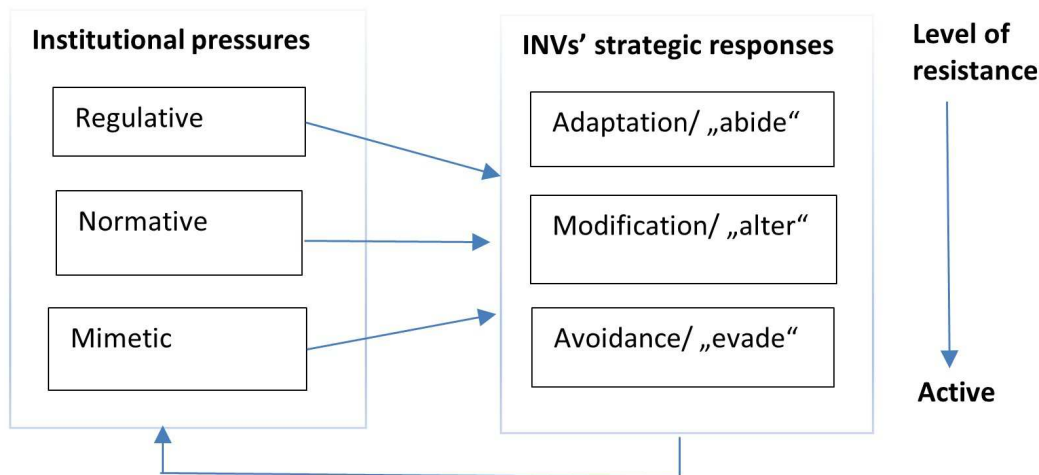 Institutional pressures
Regulative
Normative
Mimetic
INVs’ strategic responses
Adaptation/ „abide“
Modification/ „alter“
Avoidance/ „evade“
Level of
resistance
Active